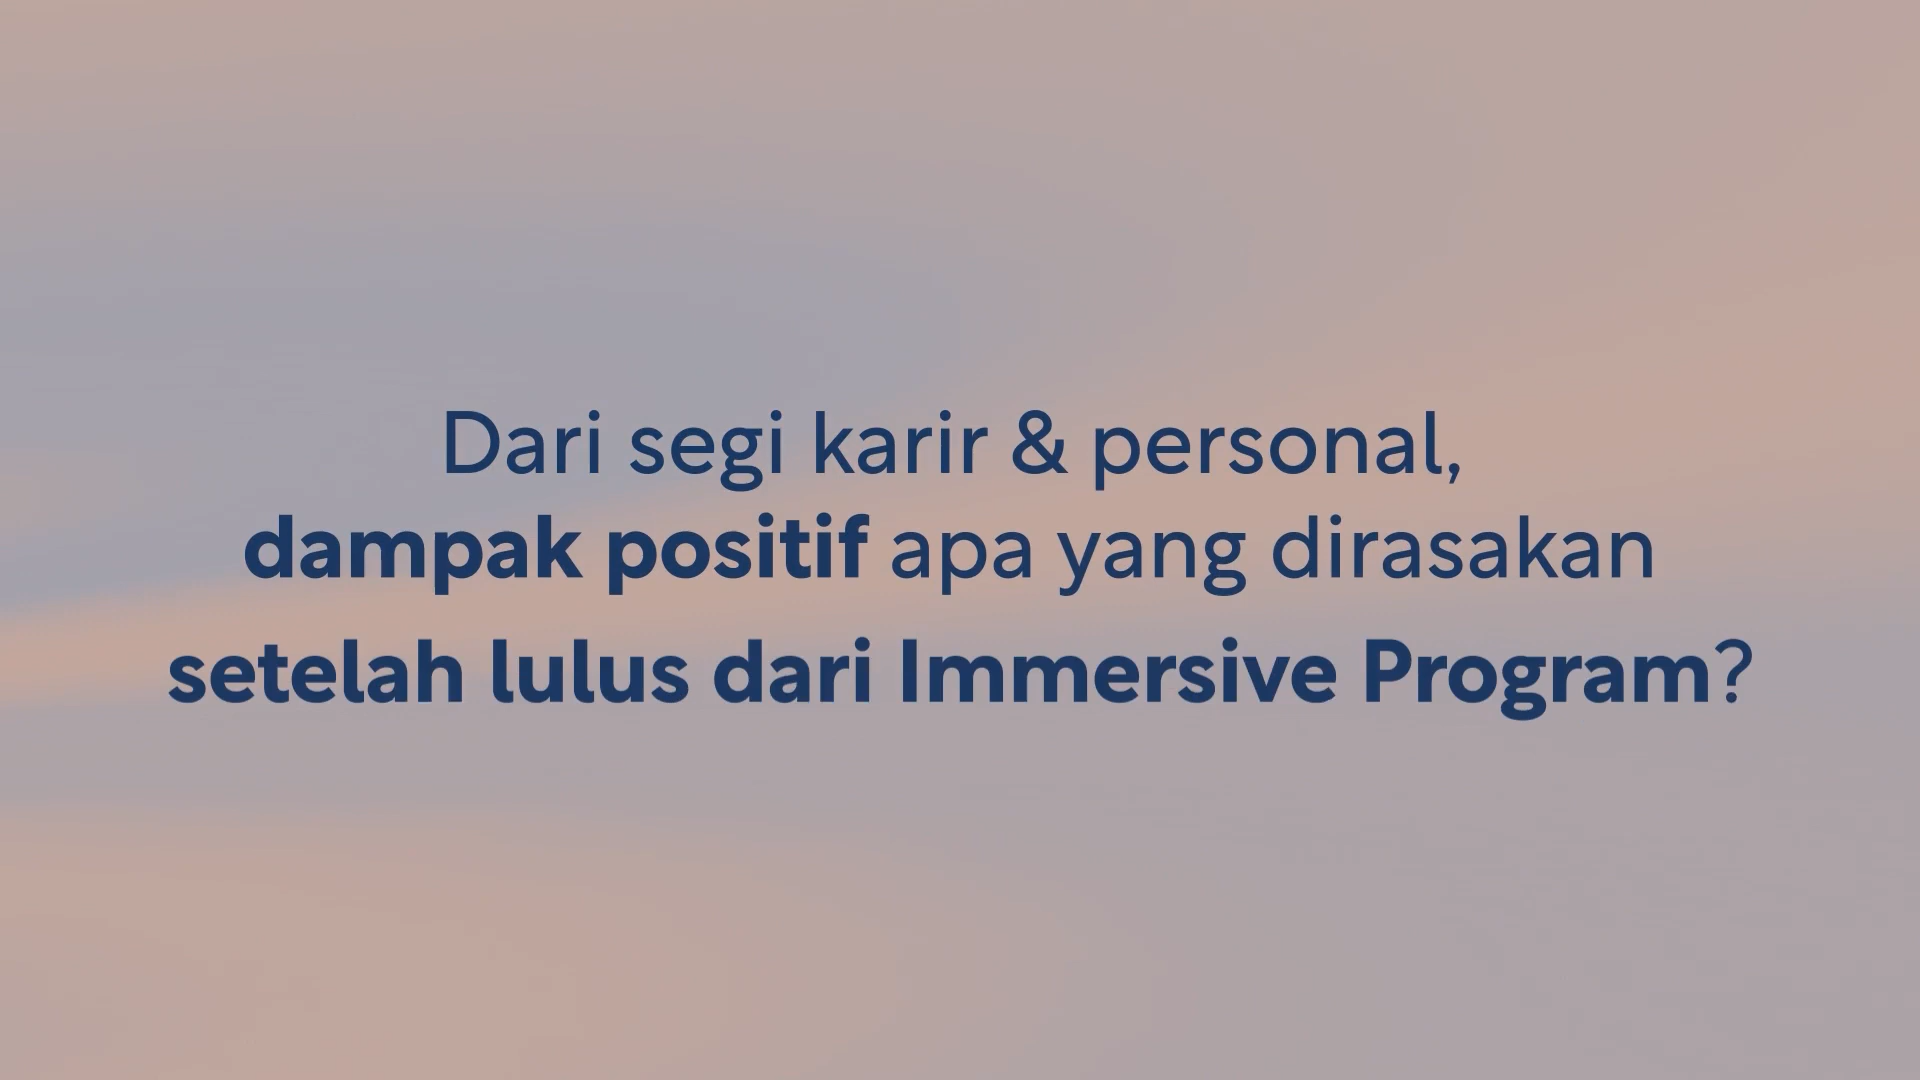 Dari segi karir & personal,
dampak positif apa yang dirasakan
setelah lulus dari Immersive Program?